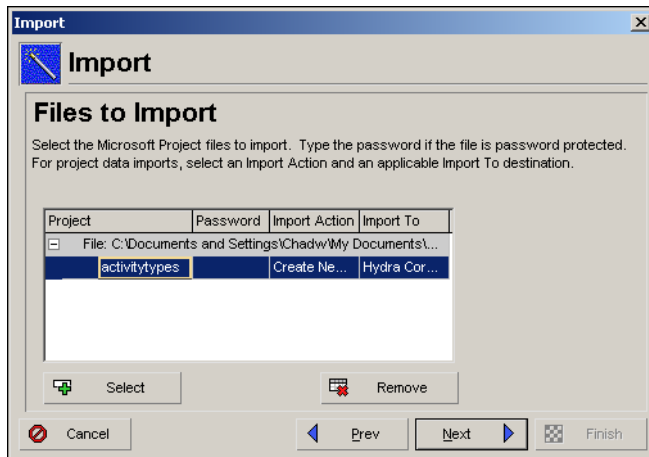 Import
Import
Files to Import
Select the Microsoft Project files to import. Type the password if the file is password protected.
For project data imports, select an Import Action and an applicable Import To destination.
Project Password Import Action Import To
File: C:\Documents and Settings\Chadw\My Documents\...
activitytypes Create Ne... Hydra Cor...
Select Remove
Cancel Prev Next Finish